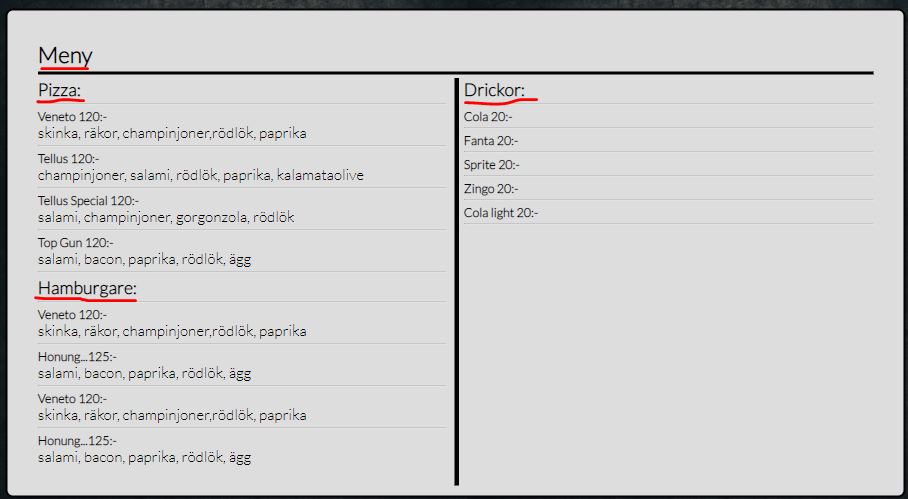 Meny
Pizza:
Veneto 120:-
skinka, räkor, champinjoner,rödlök, paprika
Tellus 120:-
champinjoner, salami, rödlök, paprika, kalamataolive
Tellus Special 120:-
salami, champinjoner, gorgonzola, rödlök
Top Gun 120:-
salami, bacon, paprika, rödlök, ägg
Hamburgare:
Veneto 120:-
skinka, räkor, champinjoner,rödlök, paprika
Honung...125:-
salami, bacon, paprika, rödlök, ägg
Veneto 120:-
skinka, räkor, champinjoner,rödlök, paprika
Honung...125:-
salami, bacon, paprika, rödlök, ägg
Drickor:
Cola 20:-
Fanta 20:-
Sprite 20:-
Zingo 20:-
Cola light 20:-